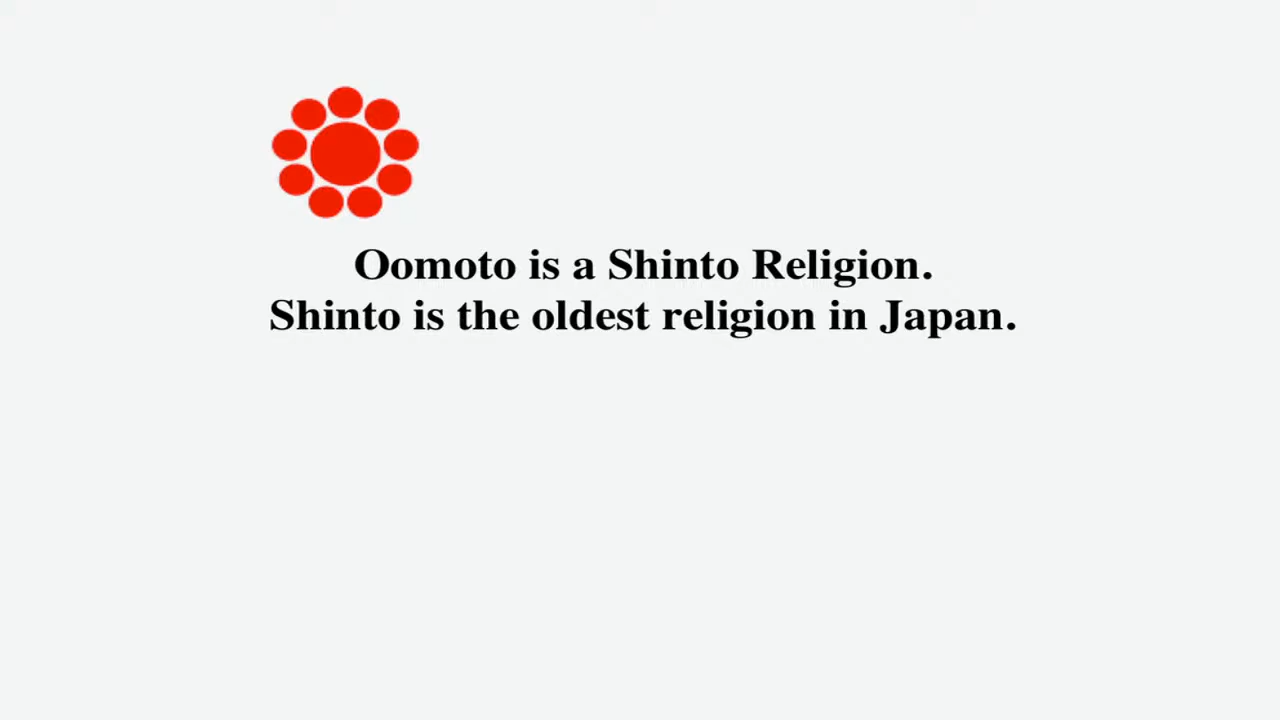 Oomoto is a Shinto Religion.
Shinto is the oldest religion in Japan.